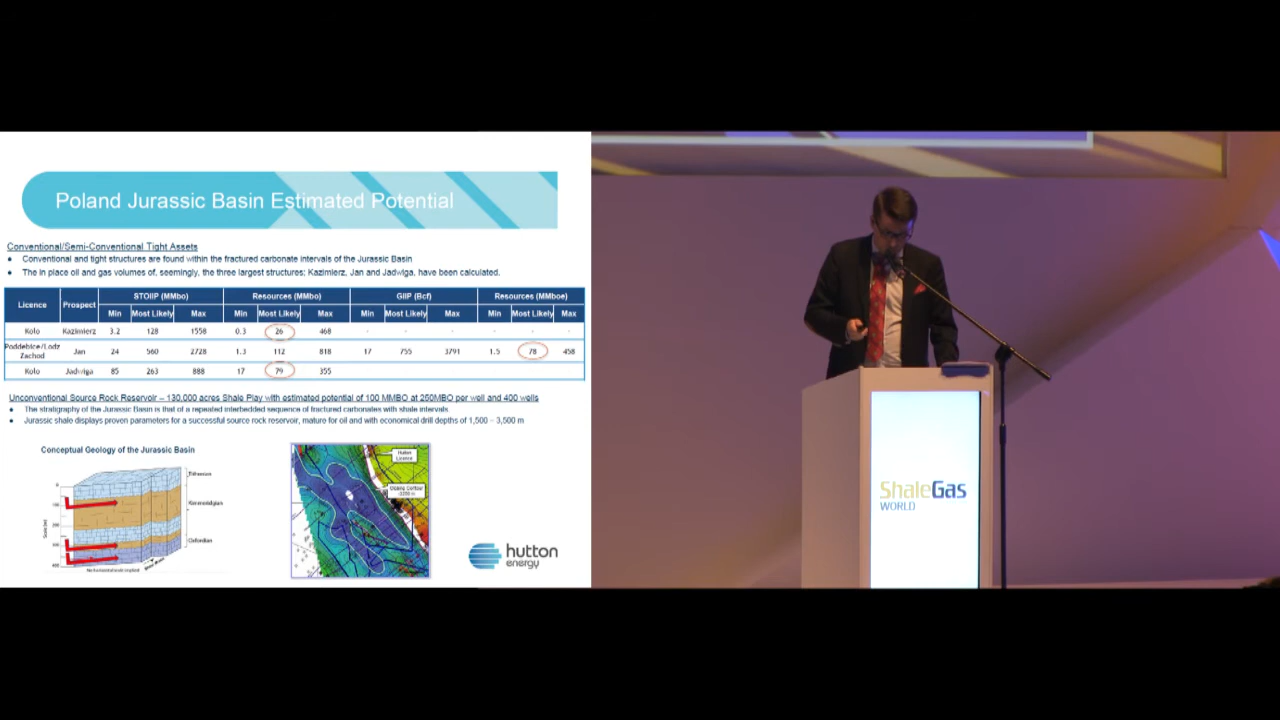 Poland Jurassic Basin Estimated Potential
Conventional/Semi-Conventional Tight Assets
• Conventional and tight structures are found within the fractured carbonate intervals of the Jurassic Basin
• The in place oil and gas volumes of, seemingly, the three largest structures; Kazimierz, Jan and Jadwiga, have been calculated.
Licence Prospect STOIIP (MMbo) Resources (MMbo) GIIP (Bcf) Resources (MMboe)
Min Most Likely Max Min Most Likely Max Min Most Likely Max Min Most Likely Max
Kolo Kazimierz 3.2 128 1558 0.3 26 468 - - - - - -
Poddebice/Lodz Zachod Jan 24 560 2728 1.3 112 818 17 755 3791 1.5 78 458
Kolo Jadwiga 85 263 888 17 79 355
Unconventional Source Rock Reservoir – 130,000 acres Shale Play with estimated potential of 100 MMBO at 250MBO per well and 400 wells
• The stratigraphy of the Jurassic Basin is that of a repeated interbedded sequence of fractured carbonates with shale intervals.
• Jurassic shale displays proven parameters for a successful source rock reservoir, mature for oil and with economical drill depths of 1,500 – 3,500 m
Conceptual Geology of the Jurassic Basin
Kimmeridgian
Oxfordian
Hutton
Licence
Closing Contour
hutton
energy
ShaleGas
WORLD